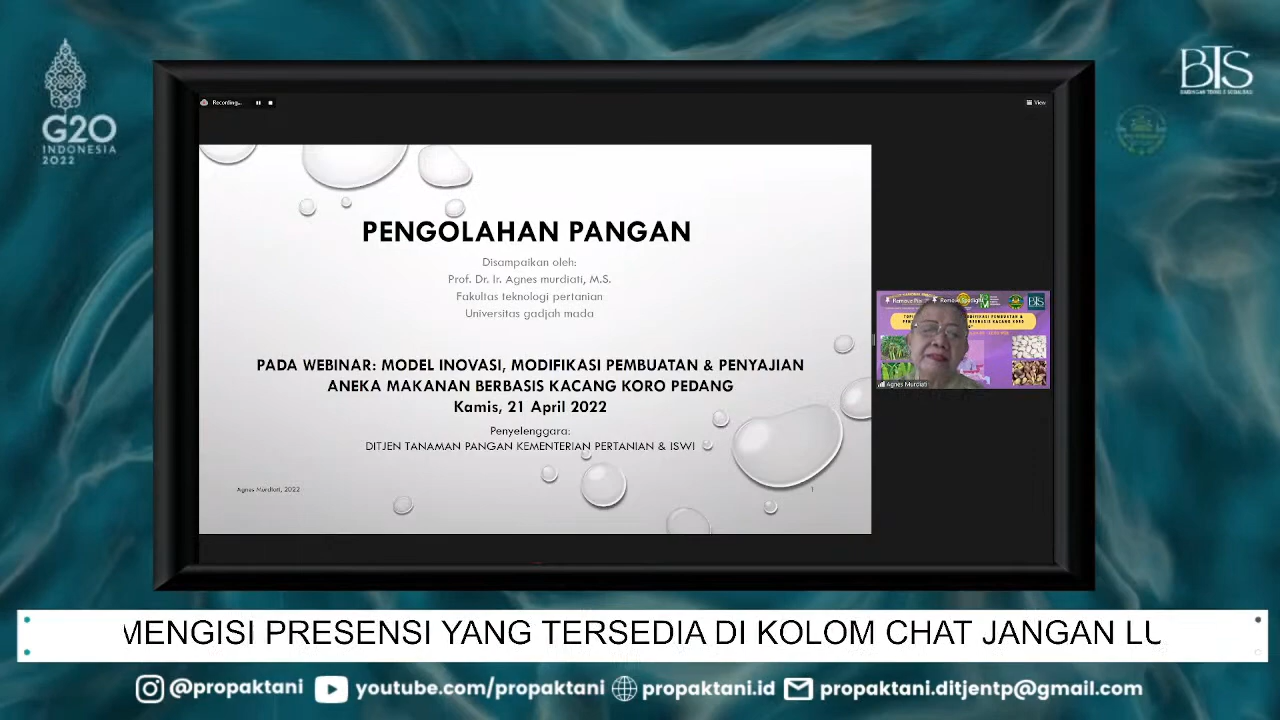 G20
INDONESIA
2022
BTS
Recording...
View
PENGOLAHAN PANGAN
Disampaikan oleh:
Prof. Dr. Ir. Agnes murdiati, M.S.
Fakultas teknologi pertanian
Universitas gadjah mada
PADA WEBINAR: MODEL INOVASI, MODIFIKASI PEMBUATAN & PENYAJIAN
ANEKA MAKANAN BERBASIS KACANG KORO PEDANG
Kamis, 21 April 2022
Penyelenggara:
DITJEN TANAMAN PANGAN KEMENTERIAN PERTANIAN & ISWI
Agnes Murdiati, 2022
1
BTS
Agnes Murdiati
MENGISI PRESENSI YANG TERSEDIA DI KOLOM CHAT JANGAN LU
@propaktani
youtube.com/propaktani
propaktani.id
propaktani.ditjentp@gmail.com